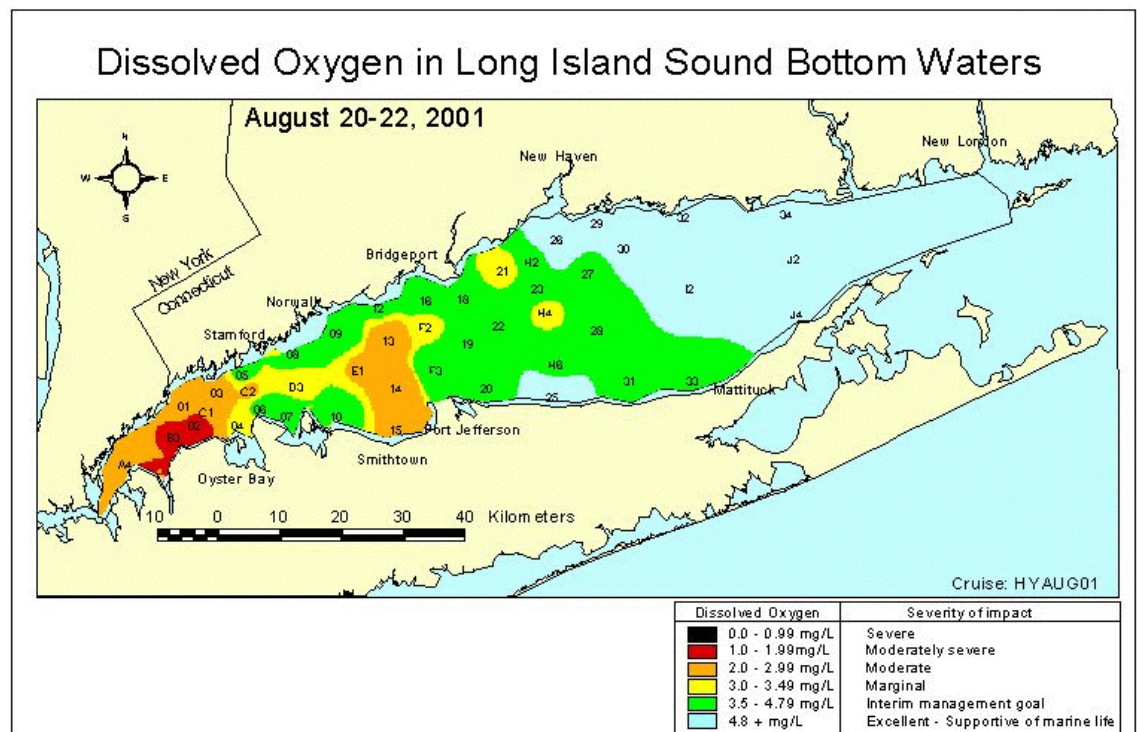 Dissolved Oxygen in Long Island Sound Bottom Waters
August 20-22, 2001
N
W E
S
New Haven
New London
Bridgeport
New York
Connecticut
Norwalk
Stamford
Mattituck
Port Jefferson
Smithtown
Oyster Bay
29 32 34
26 30 J2
21 H2 27
23 I2
16 18 H4 J4
12 F2 22 28
09 13 19
08 E1 F3 H6
05 D3 14 20 25 31 33
03 C2
01 C1 06 07 10
02 04 15
B3
A4
10 0 10 20 30 40 Kilometers
Cruise: HYAUG01
Dissolved Oxygen Severity of impact
0.0 - 0.99 mg/L Severe
1.0 - 1.99mg/L Moderately severe
2.0 - 2.99 mg/L Moderate
3.0 - 3.49 mg/L Marginal
3.5 - 4.79 mg/L Interim management goal
4.8 + mg/L Excellent - Supportive of marine life